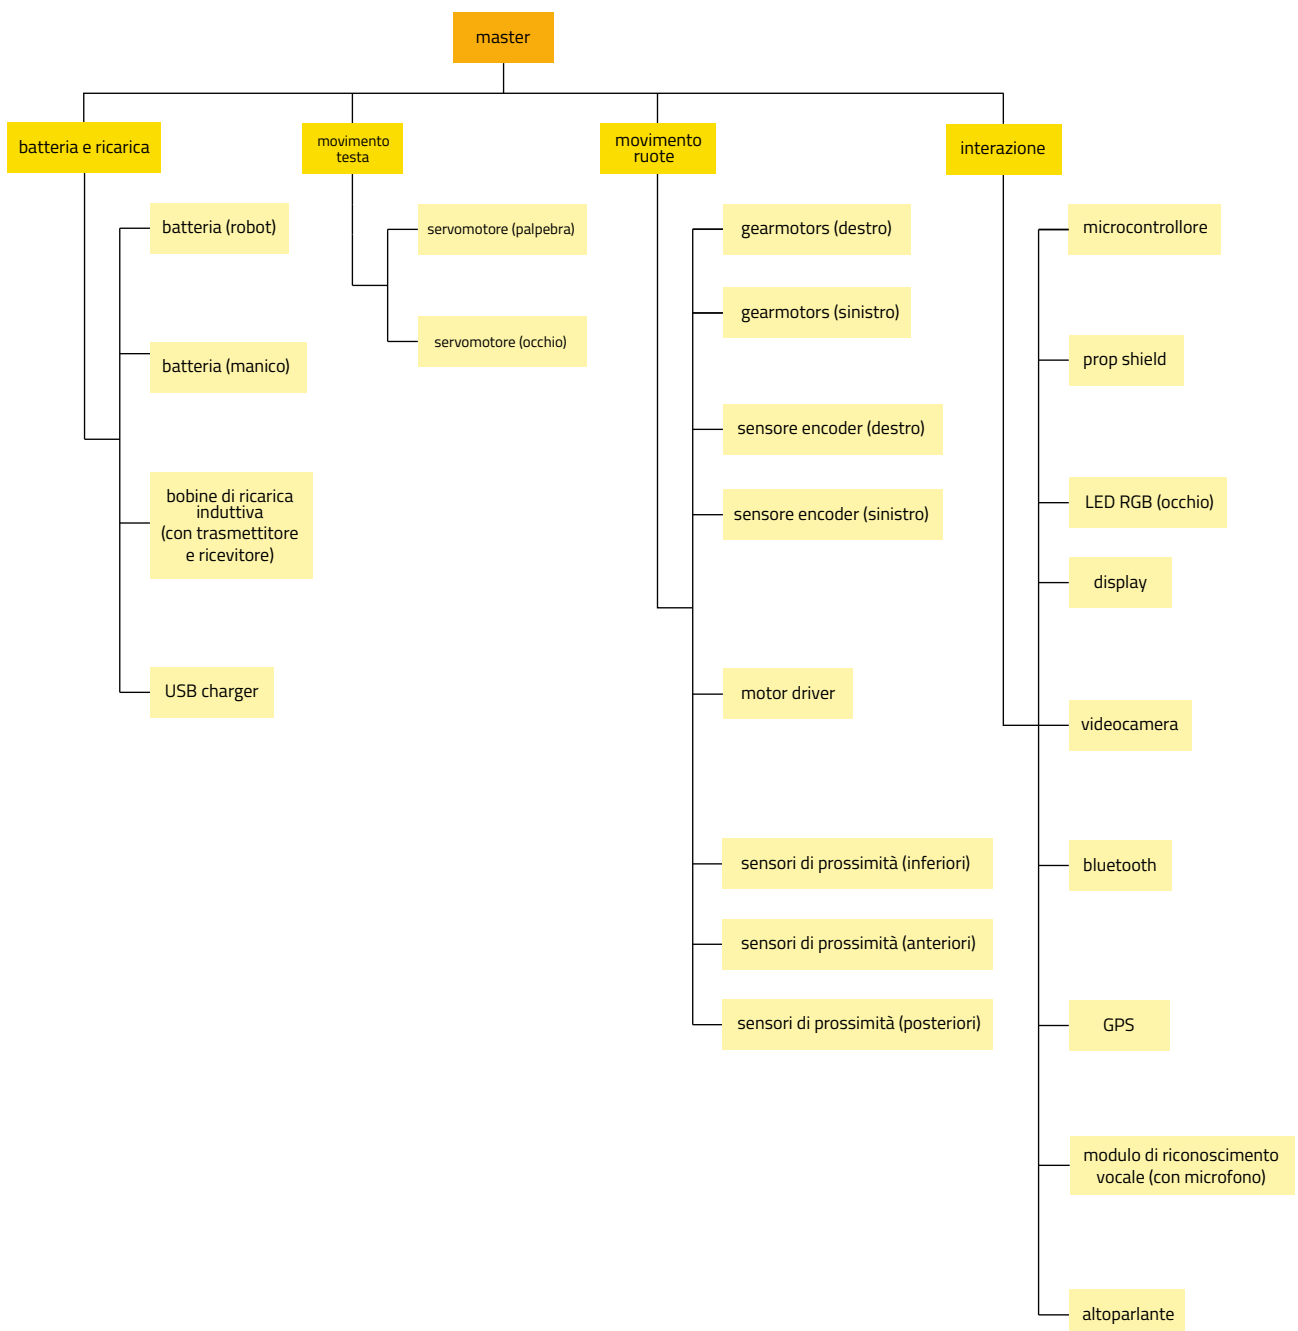 master
batteria e ricarica
movimento
testa
movimento
ruote
interazione
batteria (robot)
batteria (manico)
bobine di ricarica
induttiva
(con trasmettitore
e ricevitore)
USB charger
servomotore (palpebra)
servomotore (occhio)
gearmotors (destro)
gearmotors (sinistro)
sensore encoder (destro)
sensore encoder (sinistro)
motor driver
sensori di prossimità (inferiori)
sensori di prossimità (anteriori)
sensori di prossimità (posteriori)
microcontrollore
prop shield
LED RGB (occhio)
display
videocamera
bluetooth
GPS
modulo di riconoscimento
vocale (con microfono)
altoparlante